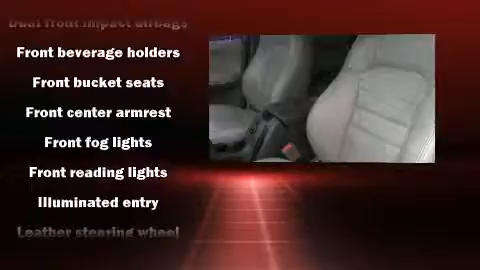 Dual front impact airbags
Front beverage holders
Front bucket seats
Front center armrest
Front fog lights
Front reading lights
Illuminated entry
Leather steering wheel